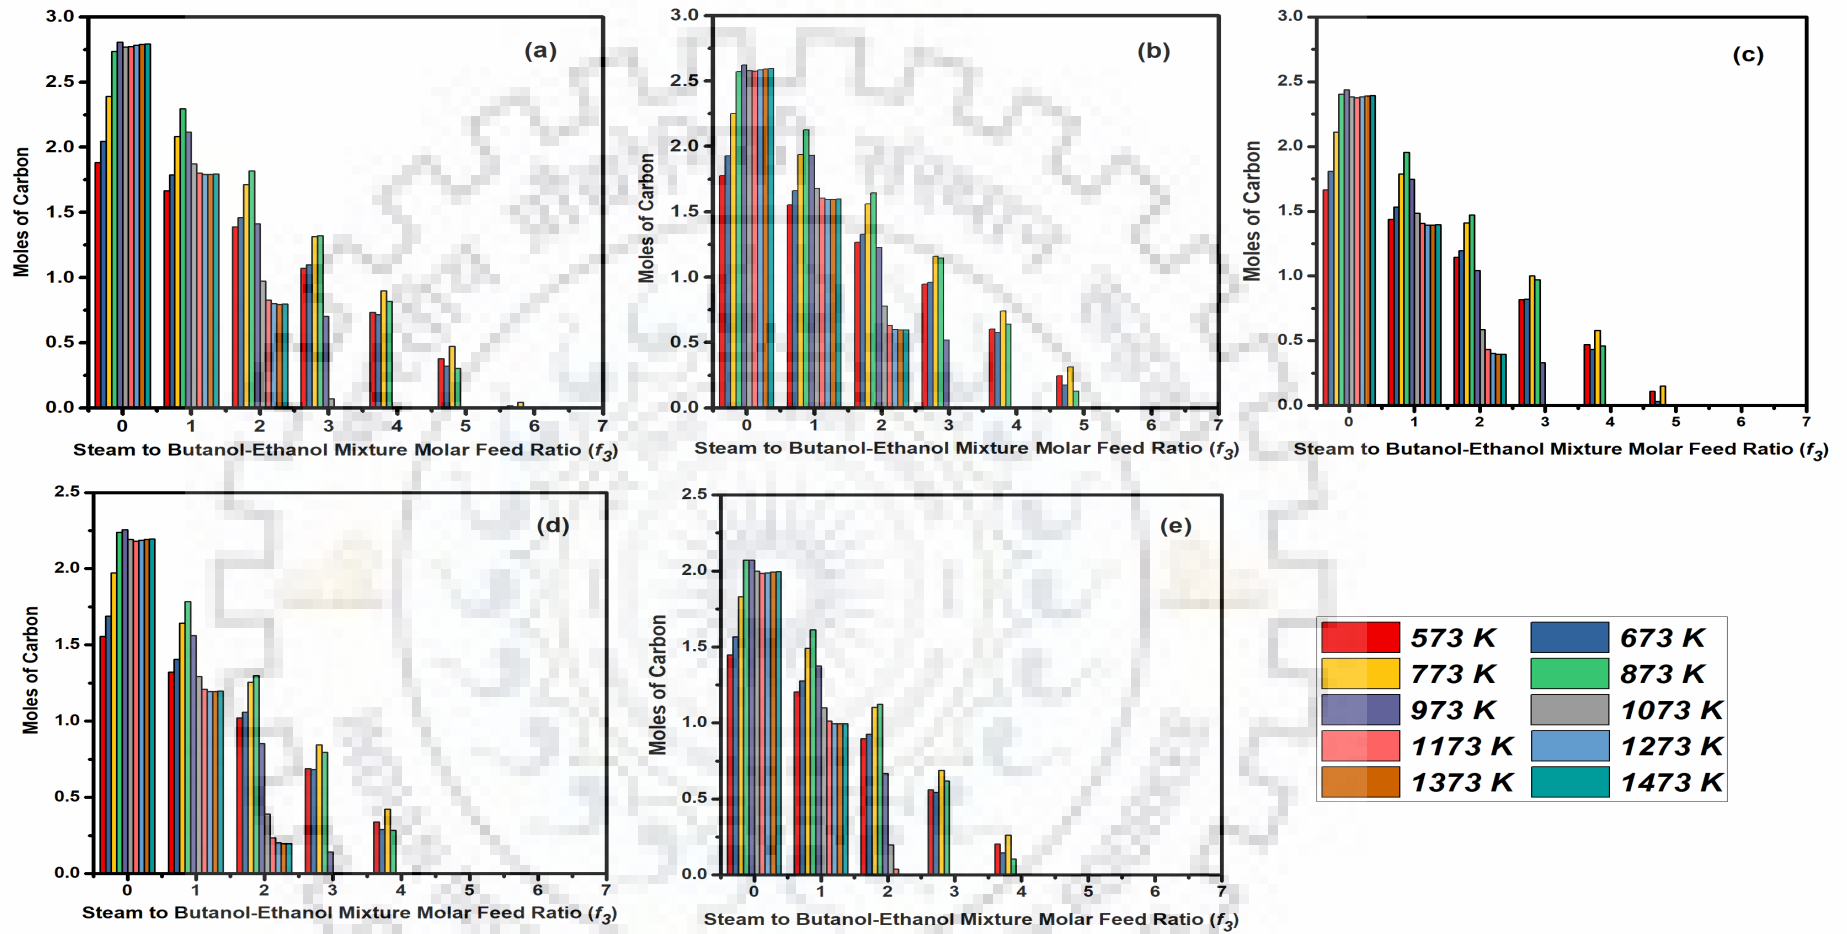 (a)
3.0
2.5
2.0
1.5
1.0
0.5
0.0
Moles of Carbon
0 1 2 3 4 5 6 7
Steam to Butanol-Ethanol Mixture Molar Feed Ratio (f3)
(b)
3.0
2.5
2.0
1.5
1.0
0.5
0.0
Moles of Carbon
0 1 2 3 4 5 6 7
Steam to Butanol-Ethanol Mixture Molar Feed Ratio (f3)
(c)
3.0
2.5
2.0
1.5
1.0
0.5
0.0
Moles of Carbon
0 1 2 3 4 5 6 7
Steam to Butanol-Ethanol Mixture Molar Feed Ratio (f3)
(d)
2.5
2.0
1.5
1.0
0.5
0.0
Moles of Carbon
0 1 2 3 4 5 6 7
Steam to Butanol-Ethanol Mixture Molar Feed Ratio (f3)
(e)
2.5
2.0
1.5
1.0
0.5
0.0
Moles of Carbon
0 1 2 3 4 5 6 7
Steam to Butanol-Ethanol Mixture Molar Feed Ratio (f3)
573 K 673 K
773 K 873 K
973 K 1073 K
1173 K 1273 K
1373 K 1473 K